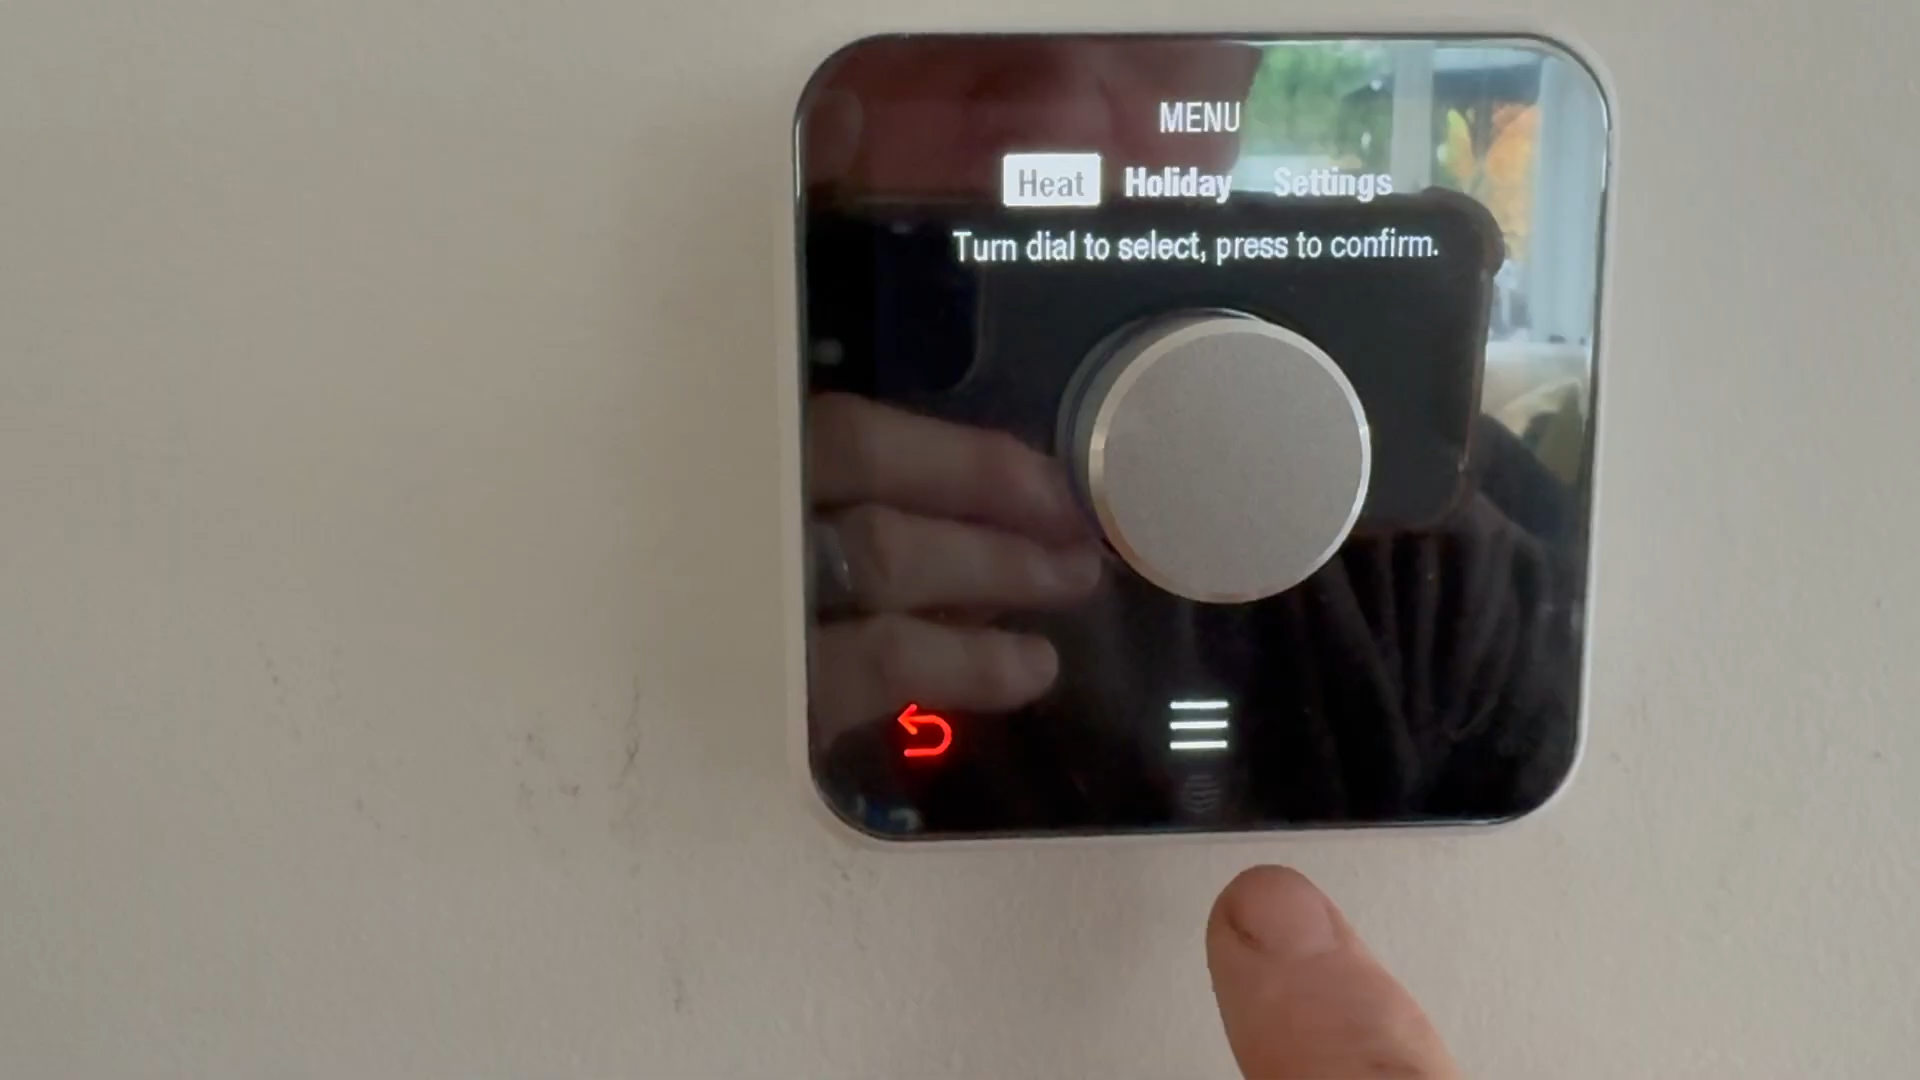 MENU
Heat Holiday Settings
Turn dial to select, press to confirm.